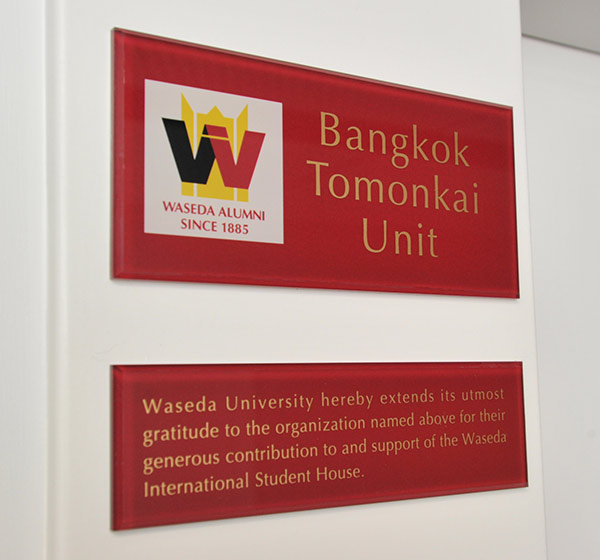 WASEDA ALUMNI
SINCE 1885
Bangkok
Tomonkai
Unit
Waseda University hereby extends its utmost
gratitude to the organization named above for their
generous contribution to and support of the Waseda
International Student House.